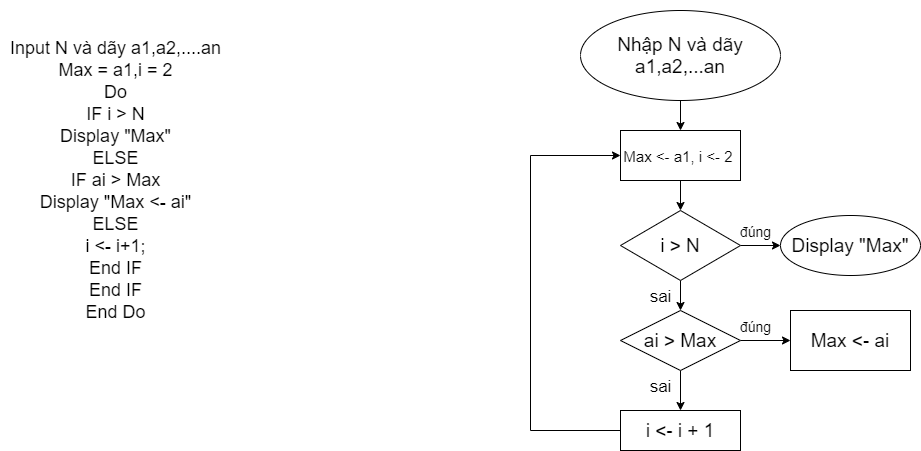 Input N và dãy a1,a2,....an
Max = a1,i = 2
Do
IF i > N
Display "Max"
ELSE
IF ai > Max
Display "Max <- ai"
ELSE
i <- i+1;
End IF
End IF
End Do
Nhập N và dãy
a1,a2,...an
Max <- a1, i <- 2
i > N
đúng
Display "Max"
sai
ai > Max
đúng
Max <- ai
sai
i <- i + 1